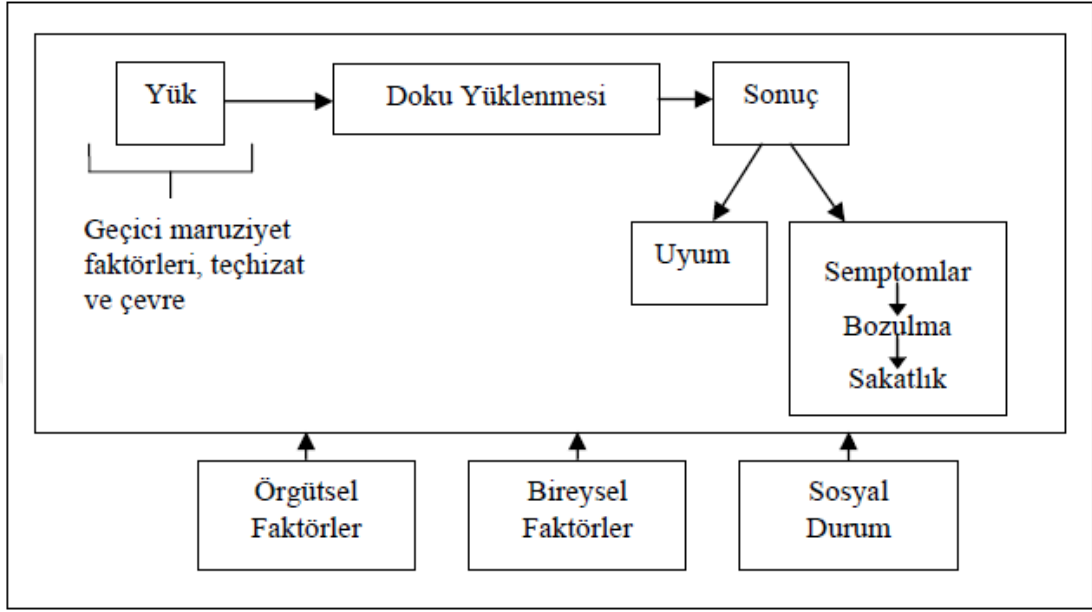 Yük
Doku Yüklenmesi
Sonuç
Geçici maruziyet
faktörleri, teçhizat
ve çevre
Uyum
Semptomlar
Bozulma
Sakatlık
Örgütsel
Faktörler
Bireysel
Faktörler
Sosyal
Durum